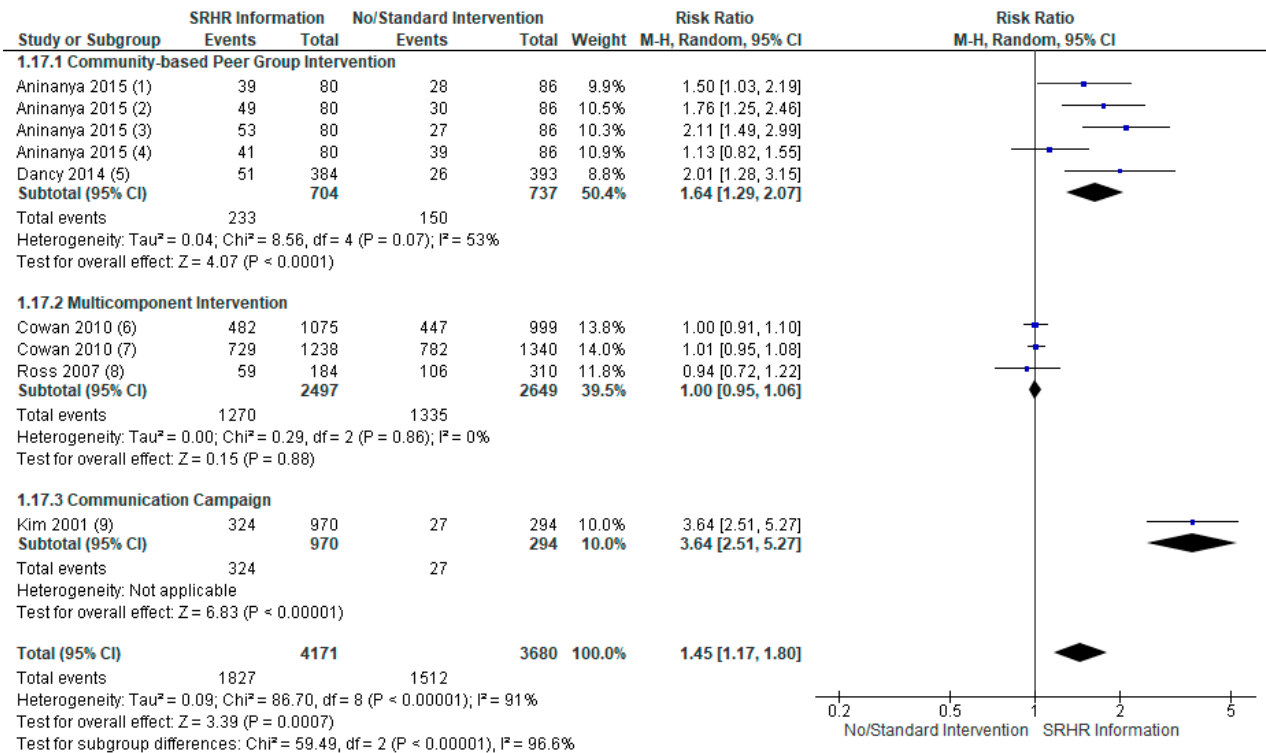 SRHR Information No/Standard Intervention Risk Ratio Risk Ratio
Study or Subgroup Events Total Events Total Weight M-H, Random, 95% CI M-H, Random, 95% CI
1.17.1 Community-based Peer Group Intervention
Aninanya 2015 (1) 39 80 28 86 9.9% 1.50 [1.03, 2.19]
Aninanya 2015 (2) 49 80 30 86 10.5% 1.76 [1.25, 2.46]
Aninanya 2015 (3) 53 80 27 86 10.3% 2.11 [1.49, 2.99]
Aninanya 2015 (4) 41 80 39 86 10.9% 1.13 [0.82, 1.55]
Dancy 2014 (5) 51 384 26 393 8.8% 2.01 [1.28, 3.15]
Subtotal (95% CI) 704 737 50.4% 1.64 [1.29, 2.07]
Total events 233 150
Heterogeneity: Tau² = 0.04; Chi² = 8.56, df = 4 (P = 0.07); I² = 53%
Test for overall effect: Z = 4.07 (P < 0.0001)
1.17.2 Multicomponent Intervention
Cowan 2010 (6) 482 1075 447 999 13.8% 1.00 [0.91, 1.10]
Cowan 2010 (7) 729 1238 782 1340 14.0% 1.01 [0.95, 1.08]
Ross 2007 (8) 59 184 106 310 11.8% 0.94 [0.72, 1.22]
Subtotal (95% CI) 2497 2649 39.5% 1.00 [0.95, 1.06]
Total events 1270 1335
Heterogeneity: Tau² = 0.00; Chi² = 0.29, df = 2 (P = 0.86); I² = 0%
Test for overall effect: Z = 0.15 (P = 0.88)
1.17.3 Communication Campaign
Kim 2001 (9) 324 970 27 294 10.0% 3.64 [2.51, 5.27]
Subtotal (95% CI) 970 294 10.0% 3.64 [2.51, 5.27]
Total events 324 27
Heterogeneity: Not applicable
Test for overall effect: Z = 6.83 (P < 0.00001)
Total (95% CI) 4171 3680 100.0% 1.45 [1.17, 1.80]
Total events 1827 1512
Heterogeneity: Tau² = 0.09; Chi² = 86.70, df = 8 (P < 0.00001); I² = 91%
Test for overall effect: Z = 3.39 (P = 0.0007)
Test for subgroup differences: Chi² = 59.49, df = 2 (P < 0.00001), I² = 96.6%
0.2 0.5 1 2 5
No/Standard Intervention SRHR Information